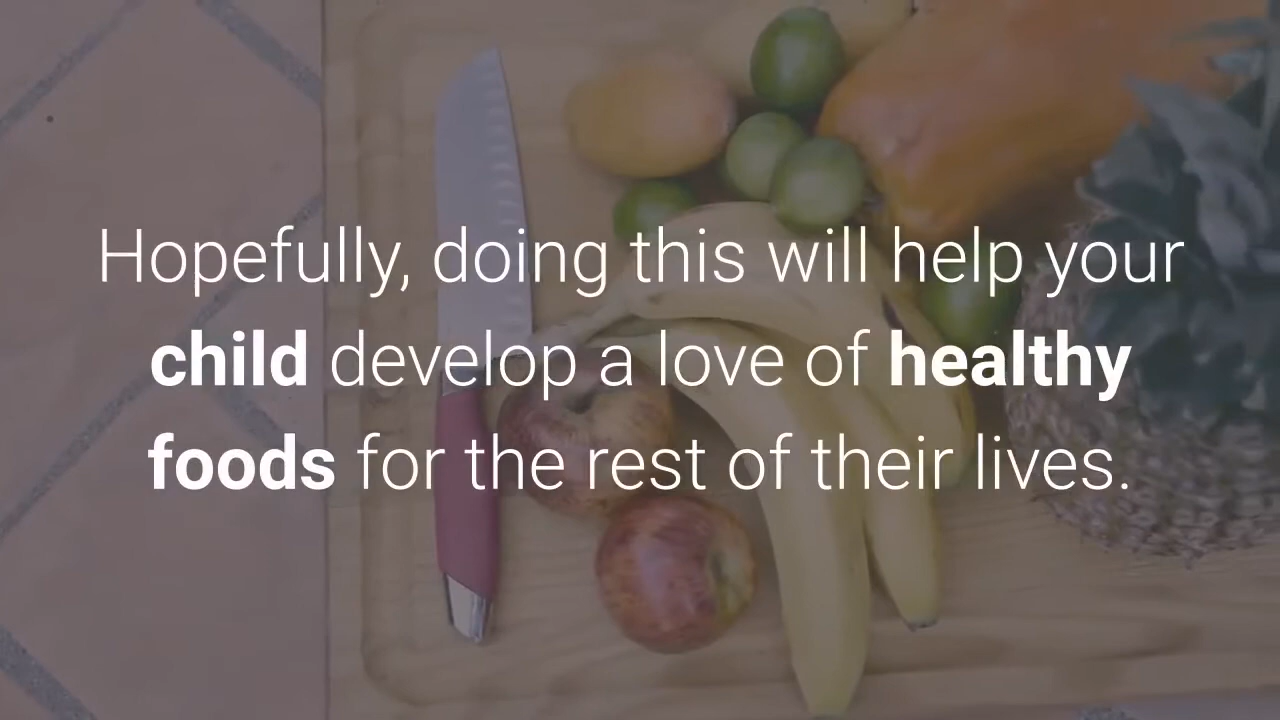 Hopefully, doing this will help your
child develop a love of healthy
foods for the rest of their lives.